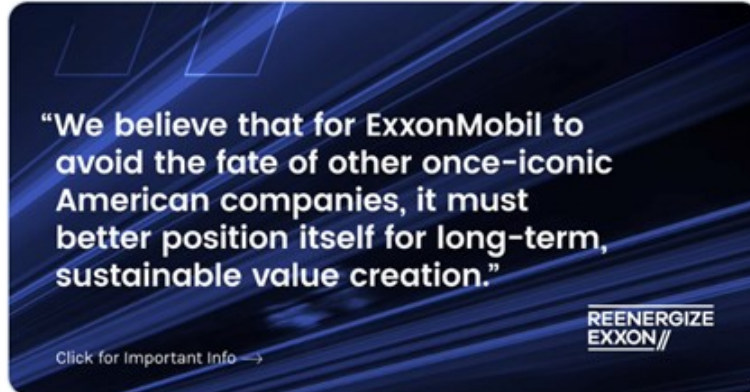 “We believe that for ExxonMobil to
avoid the fate of other once-iconic
American companies, it must
better position itself for long-term,
sustainable value creation.”
REENERGIZE
EXXON//
Click for Important Info →